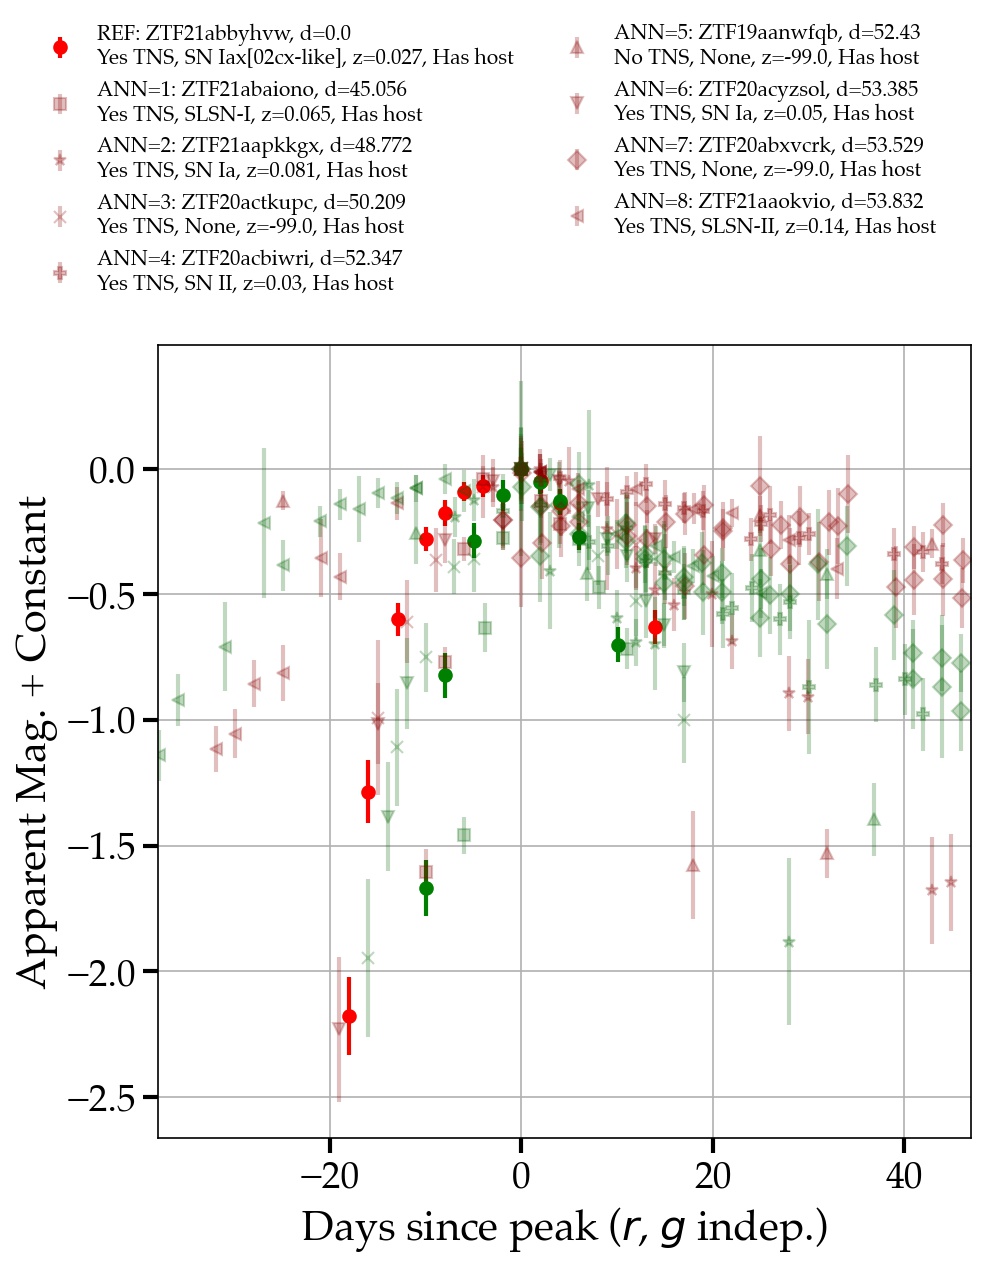 REF: ZTF21abbyhvw, d=0.0
Yes TNS, SN Iax[02cx-like], z=0.027, Has host
ANN=1: ZTF21abaiono, d=45.056
Yes TNS, SLSN-I, z=0.065, Has host
ANN=2: ZTF21aapkkgx, d=48.772
Yes TNS, SN Ia, z=0.081, Has host
ANN=3: ZTF20actkupc, d=50.209
Yes TNS, None, z=-99.0, Has host
ANN=4: ZTF20acbiwri, d=52.347
Yes TNS, SN II, z=0.03, Has host
ANN=5: ZTF19aanwfqb, d=52.43
No TNS, None, z=-99.0, Has host
ANN=6: ZTF20acyzsol, d=53.385
Yes TNS, SN Ia, z=0.05, Has host
ANN=7: ZTF20abxvcrk, d=53.529
Yes TNS, None, z=-99.0, Has host
ANN=8: ZTF21aaokvio, d=53.832
Yes TNS, SLSN-II, z=0.14, Has host
Apparent Mag. + Constant
0.0
−0.5
−1.0
−1.5
−2.0
−2.5
−20
0
20
40
Days since peak (r, g indep.)